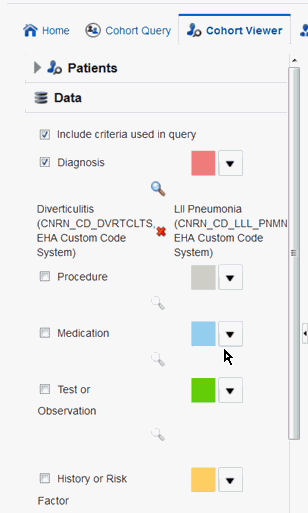 Home Cohort Query Cohort Viewer
Patients
Data
Include criteria used in query
Diagnosis
Diverticulitis LII Pneumonia
(CNRN_CD_DVRTCLTS, (CNRN_CD_LLL_PNMN
EHA Custom Code EHA Custom Code
System) System)
Procedure
Medication
Test or
Observation
History or Risk
Factor